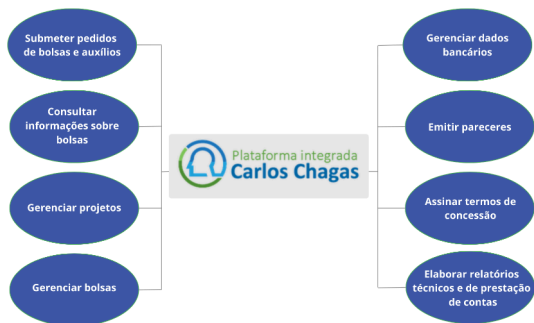 Submeter pedidos
de bolsas e auxílios
Consultar
informações sobre
bolsas
Gerenciar projetos
Gerenciar bolsas
Plataforma integrada
Carlos Chagas
Gerenciar dados
bancários
Emitir pareceres
Assinar termos de
concessão
Elaborar relatórios
técnicos e de prestação
de contas